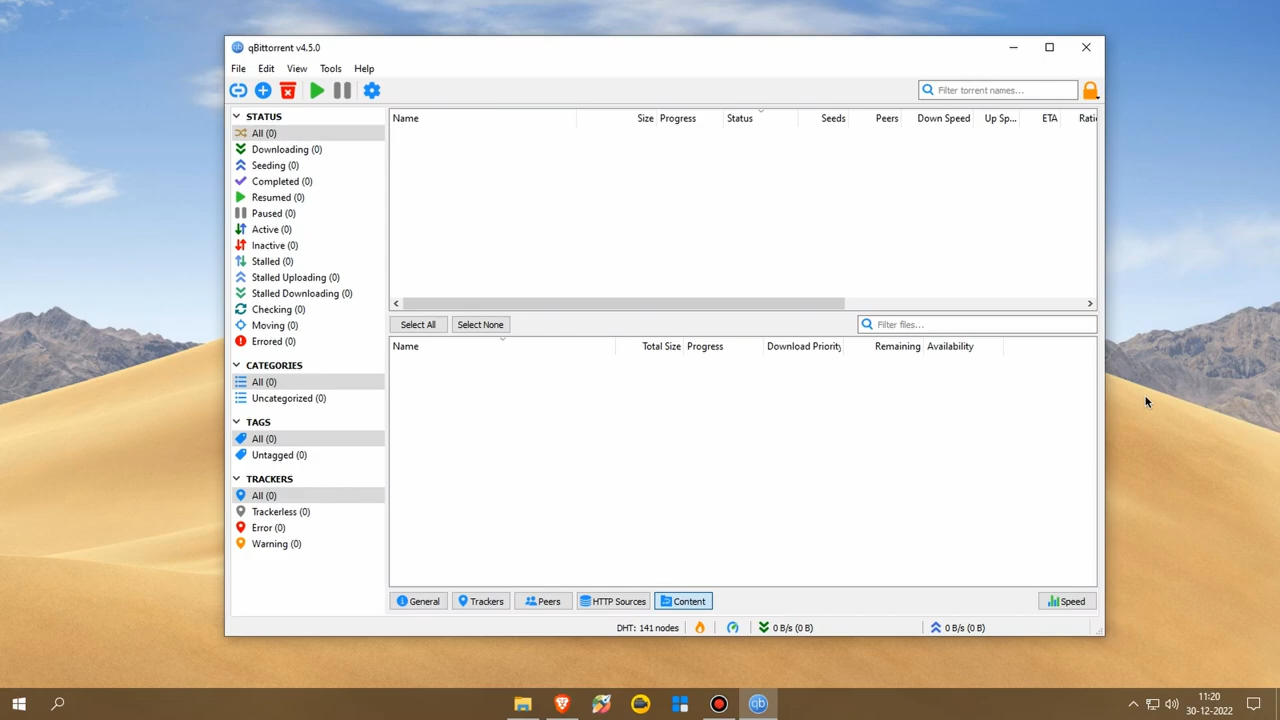 qBittorrent v4.5.0
File Edit View Tools Help
Filter torrent names...
STATUS
All (0)
Downloading (0)
Seeding (0)
Completed (0)
Resumed (0)
Paused (0)
Active (0)
Inactive (0)
Stalled (0)
Stalled Uploading (0)
Stalled Downloading (0)
Checking (0)
Moving (0)
Errored (0)
CATEGORIES
All (0)
Uncategorized (0)
TAGS
All (0)
Untagged (0)
TRACKERS
All (0)
Trackerless (0)
Error (0)
Warning (0)
Name Size Progress Status Seeds Peers Down Speed Up Sp... ETA Rati
Select All Select None Filter files...
Name Total Size Progress Download Priority Remaining Availability
General Trackers Peers HTTP Sources Content Speed
DHT: 141 nodes 0 B/s (0 B) 0 B/s (0 B)
qb
11:20
30-12-2022